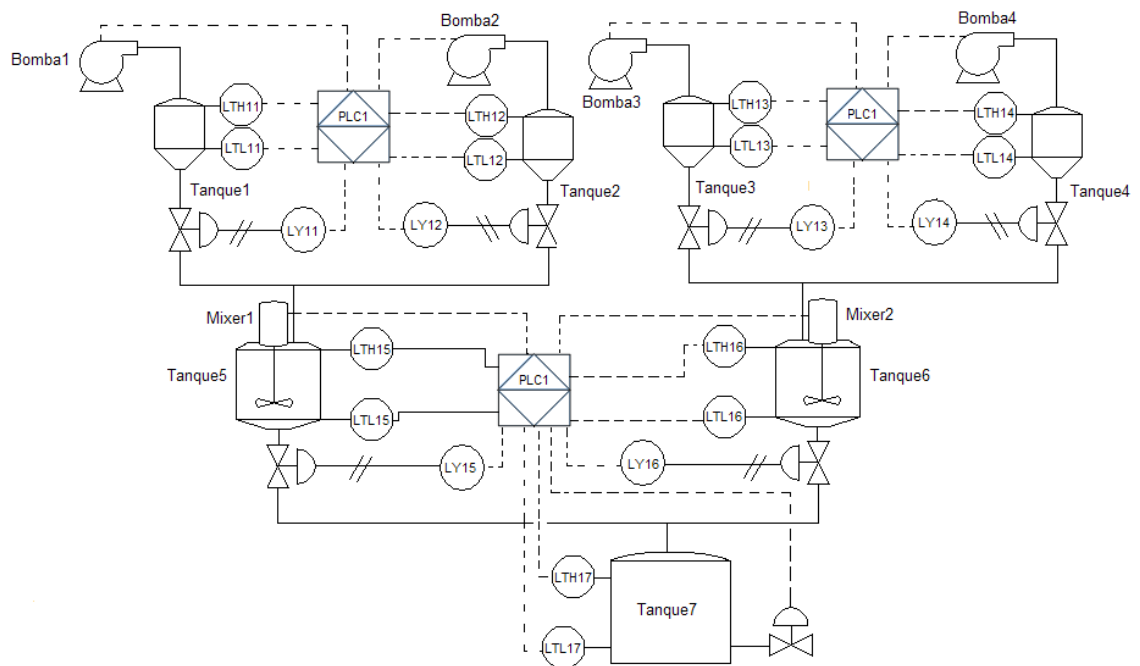 Bomba1
Bomba2
Bomba3
Bomba4
LTH11
PLC1
LTH12
LTH13
PLC1
LTH14
LTL11
LTL12
LTL13
LTL14
Tanque1
Tanque2
Tanque3
Tanque4
LY11
LY12
LY13
LY14
Mixer1
Mixer2
LTH15
LTH16
Tanque5
PLC1
Tanque6
LTL15
LTL16
LY15
LY16
LTH17
Tanque7
LTL17